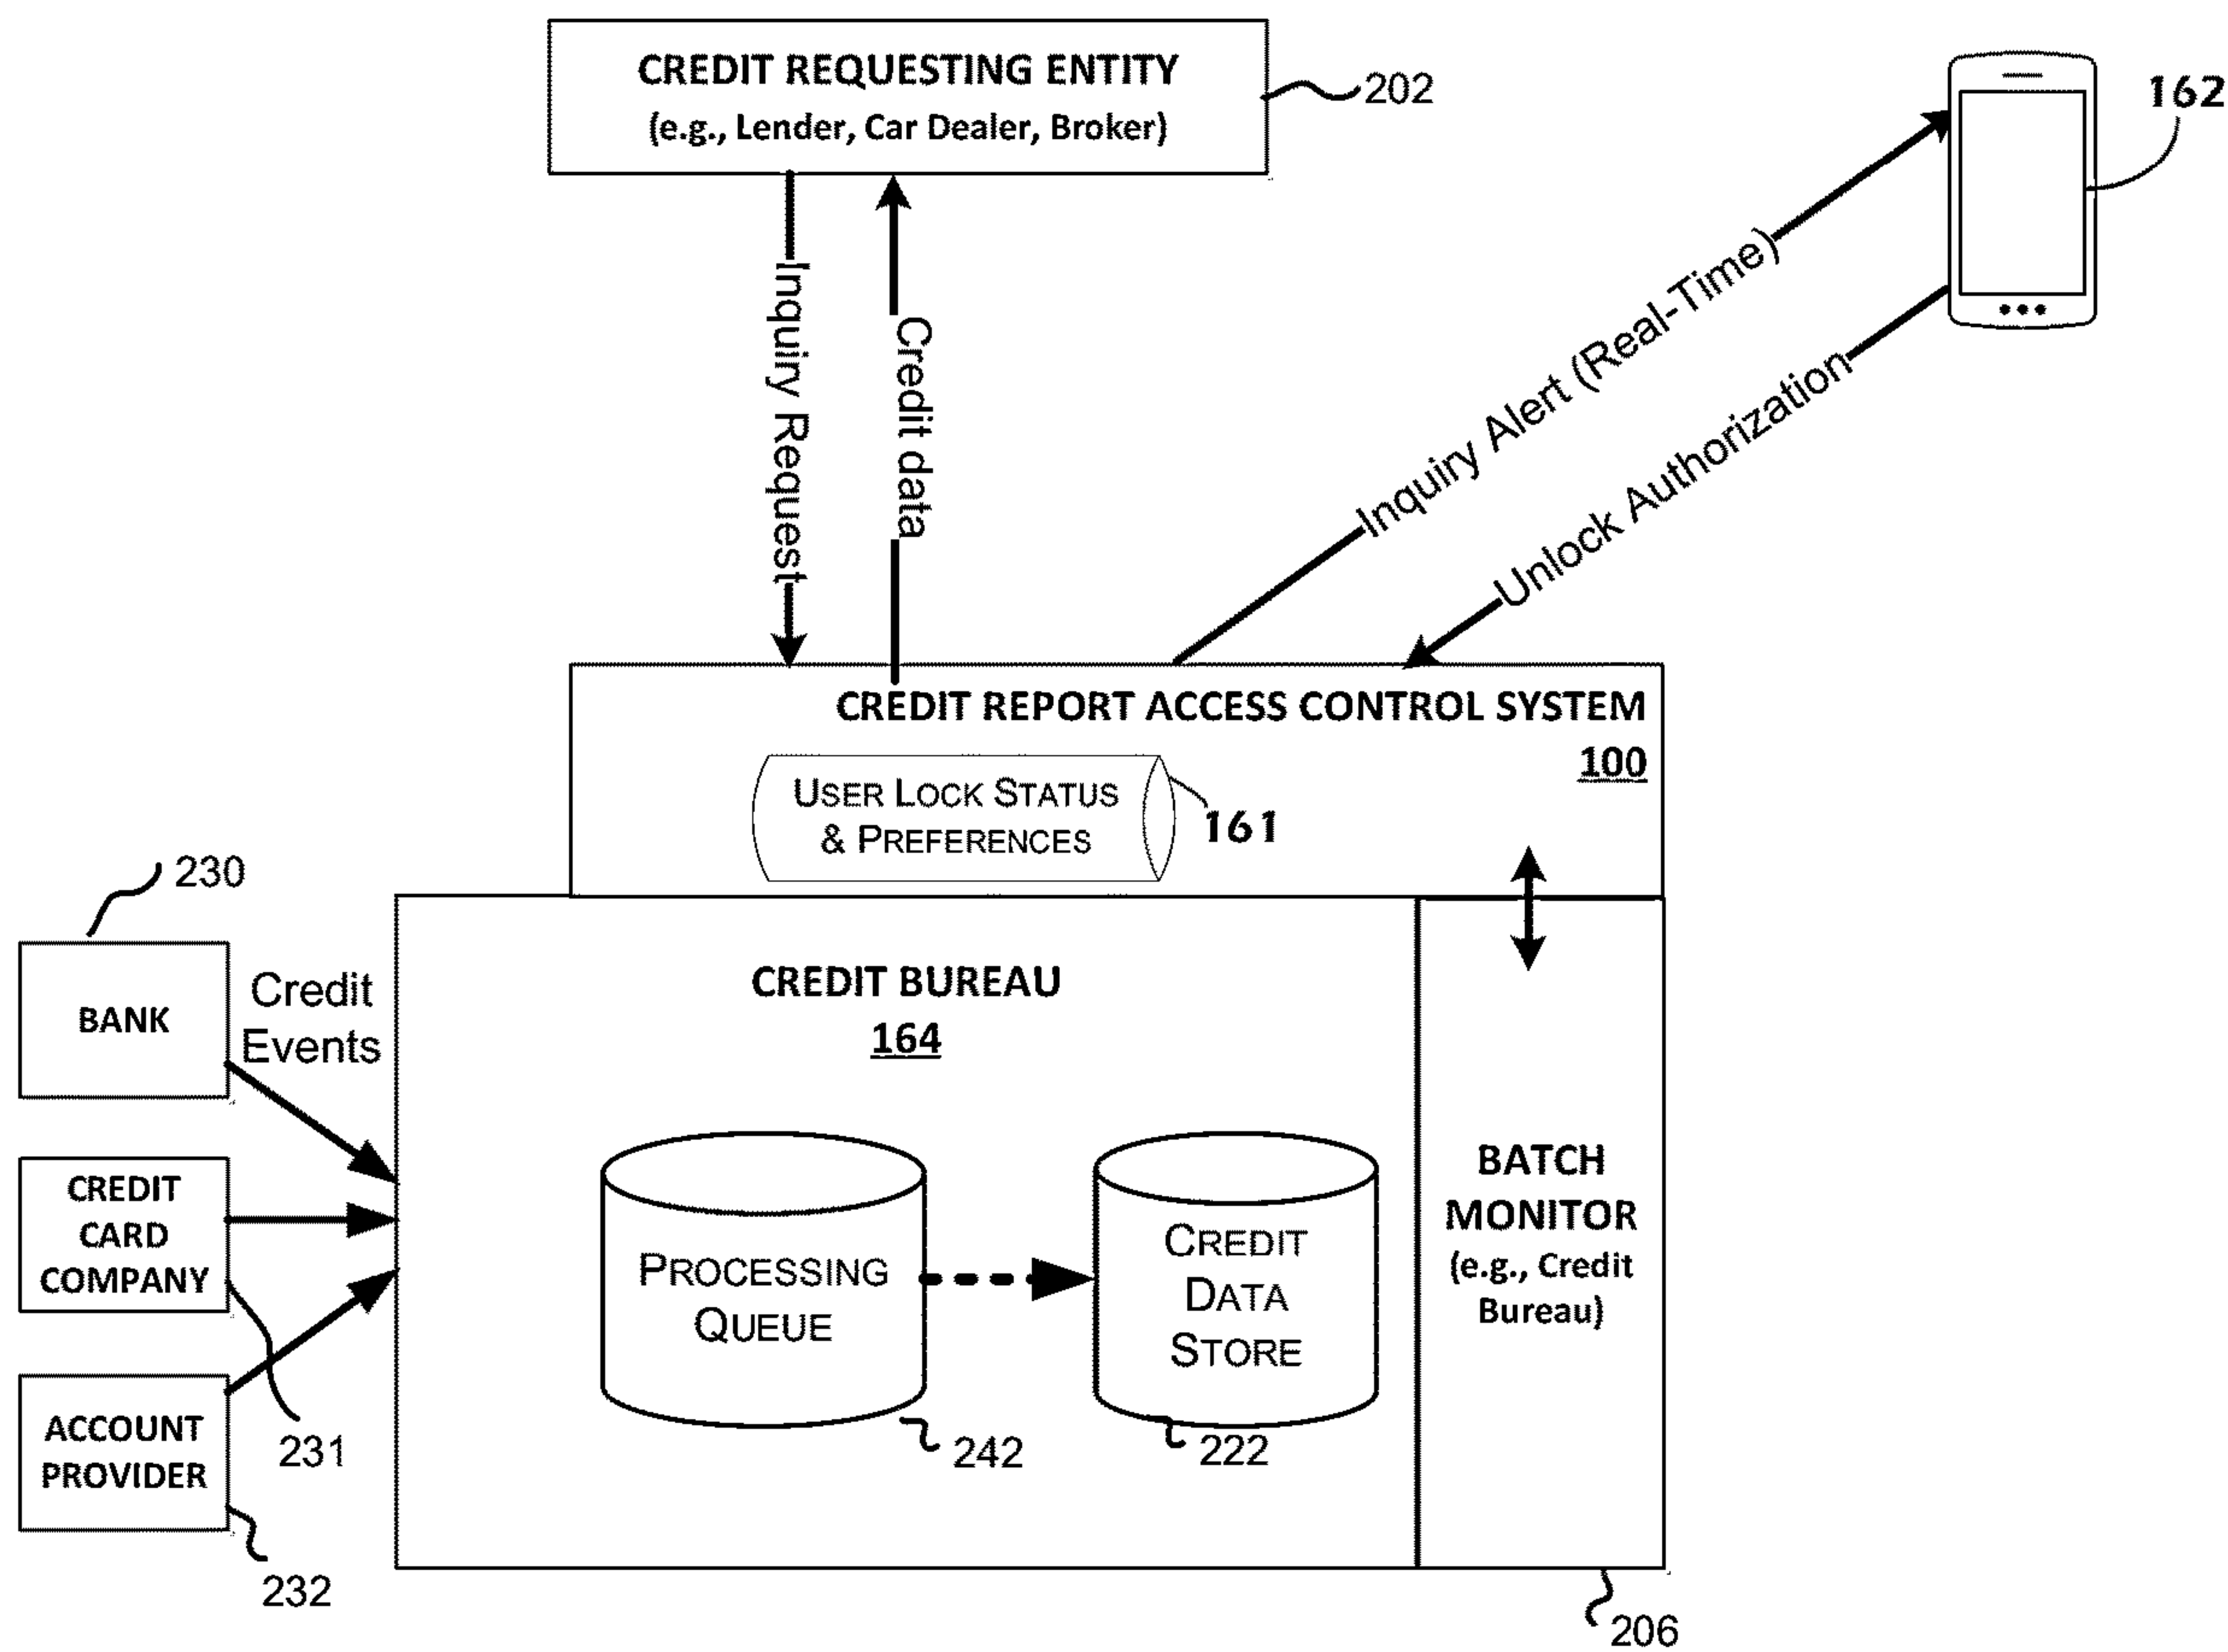 CREDIT REQUESTING ENTITY
(e.g., Lender, Car Dealer, Broker)
202
162
Inquiry Request
Credit data
Inquiry Alert (Real-Time)
Unlock Authorization
CREDIT REPORT ACCESS CONTROL SYSTEM
100
USER LOCK STATUS
& PREFERENCES
161
230
BANK
Credit
Events
CREDIT BUREAU
164
CREDIT
CARD
COMPANY
231
ACCOUNT
PROVIDER
232
PROCESSING
QUEUE
242
CREDIT
DATA
STORE
222
BATCH
MONITOR
(e.g., Credit
Bureau)
206